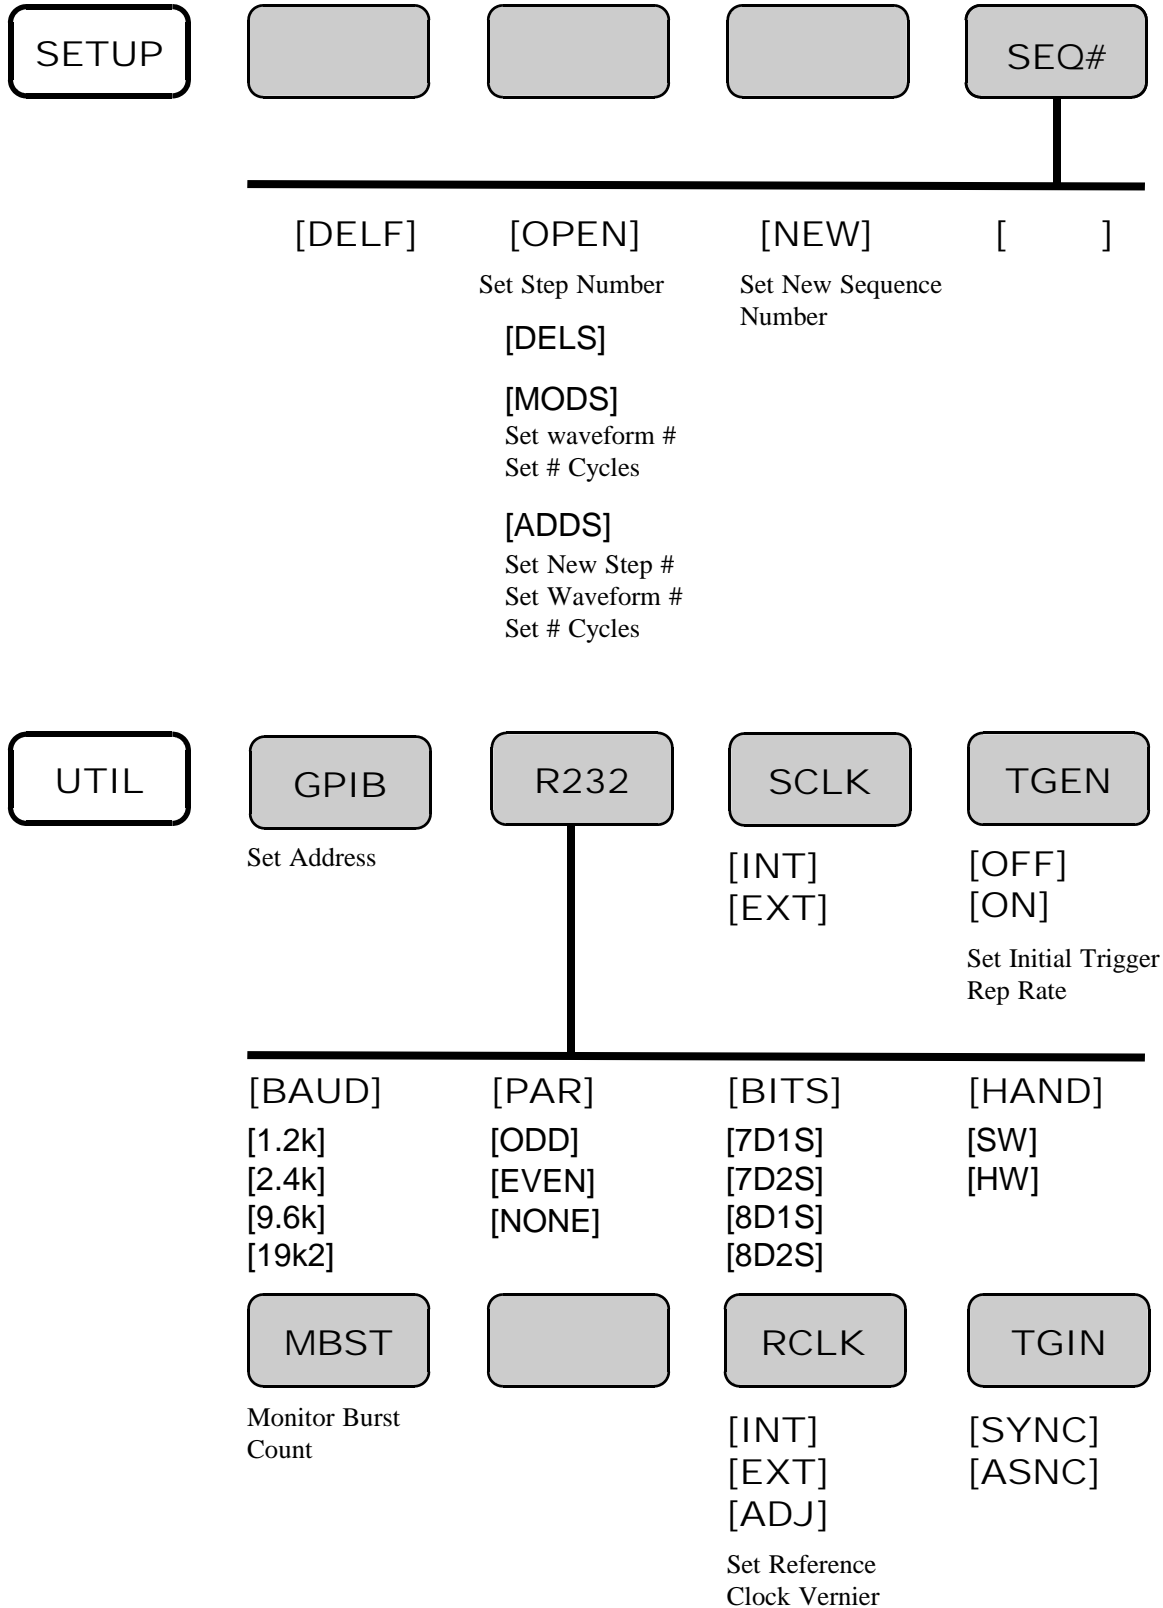 SETUP
SEQ#
[DELF] [OPEN] [NEW] [ ]
Set Step Number
Set New Sequence
Number
[DELS]
[MODS]
Set waveform #
Set # Cycles
[ADDS]
Set New Step #
Set Waveform #
Set # Cycles
UTIL
GPIB
R232
SCLK
TGEN
Set Address
[INT]
[EXT]
[OFF]
[ON]
Set Initial Trigger
Rep Rate
[BAUD]
[1.2k]
[2.4k]
[9.6k]
[19k2]
[PAR]
[ODD]
[EVEN]
[NONE]
[BITS]
[7D1S]
[7D2S]
[8D1S]
[8D2S]
[HAND]
[SW]
[HW]
MBST
RCLK
TGIN
Monitor Burst
Count
[INT]
[EXT]
[ADJ]
Set Reference
Clock Vernier
[SYNC]
[ASNC]